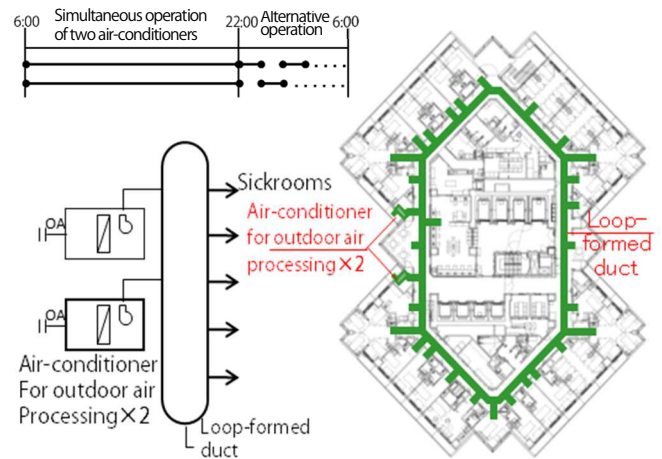 6:00
Simultaneous operation
of two air-conditioners
22:00
Alternative
operation
6:00
OA
OA
Sickrooms
Air-conditioner
for outdoor air
processing×2
Loop-
formed
duct
Air-conditioner
For outdoor air
Processing×2
Loop-formed
duct